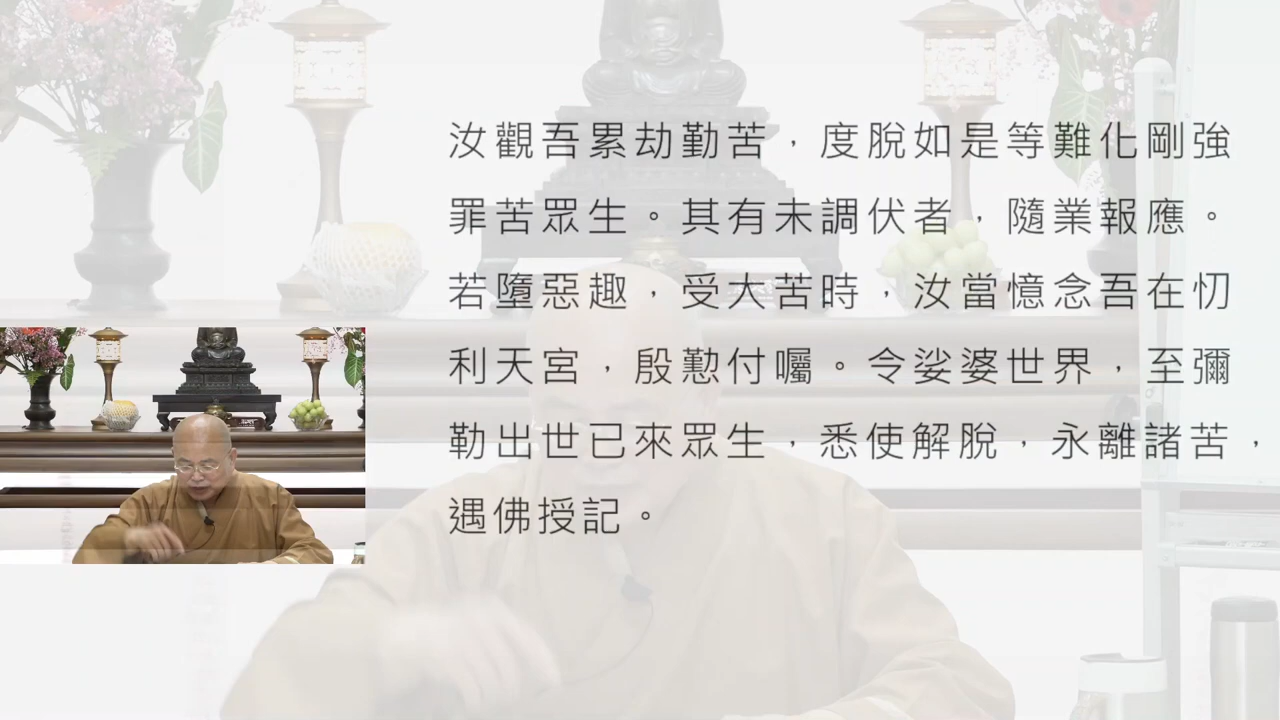 汝觀吾累劫勤苦，度脫如是等難化剛強
罪苦眾生。其有未調伏者，隨業報應。
若墮惡趣，受大苦時，汝當憶念吾在忉
利天宮，殷懃付囑。令娑婆世界，至彌
勒出世已來眾生，悉使解脫，永離諸苦，
遇佛授記。